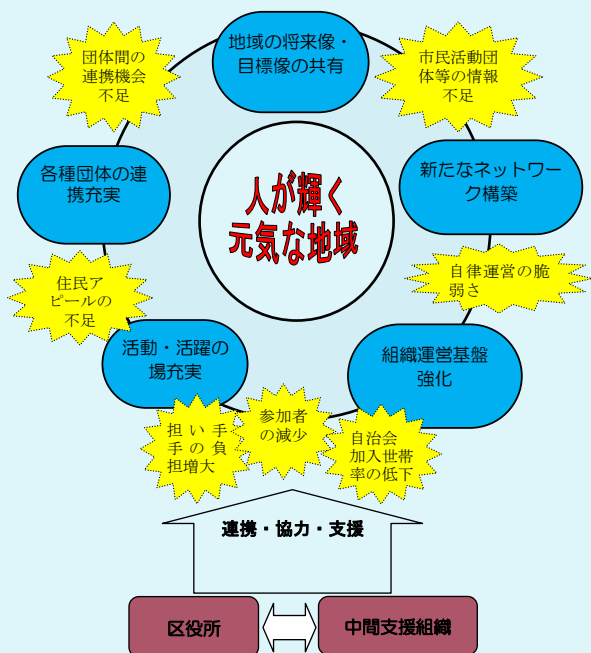 地域の将来像・
目標像の共有
団体間の
連携機会
不足
市民活動団
体等の情報
不足
各種団体の連
携充実
人が輝く
元気な地域
新たなネットワー
ク構築
住民ア
ピールの
不足
自律運営の脆
弱さ
活動・活躍の
場充実
組織運営基盤
強化
担い手
手の負
担増大
参加者
の減少
自治会
加入世帯
率の低下
連携・協力・支援
区役所
中間支援組織